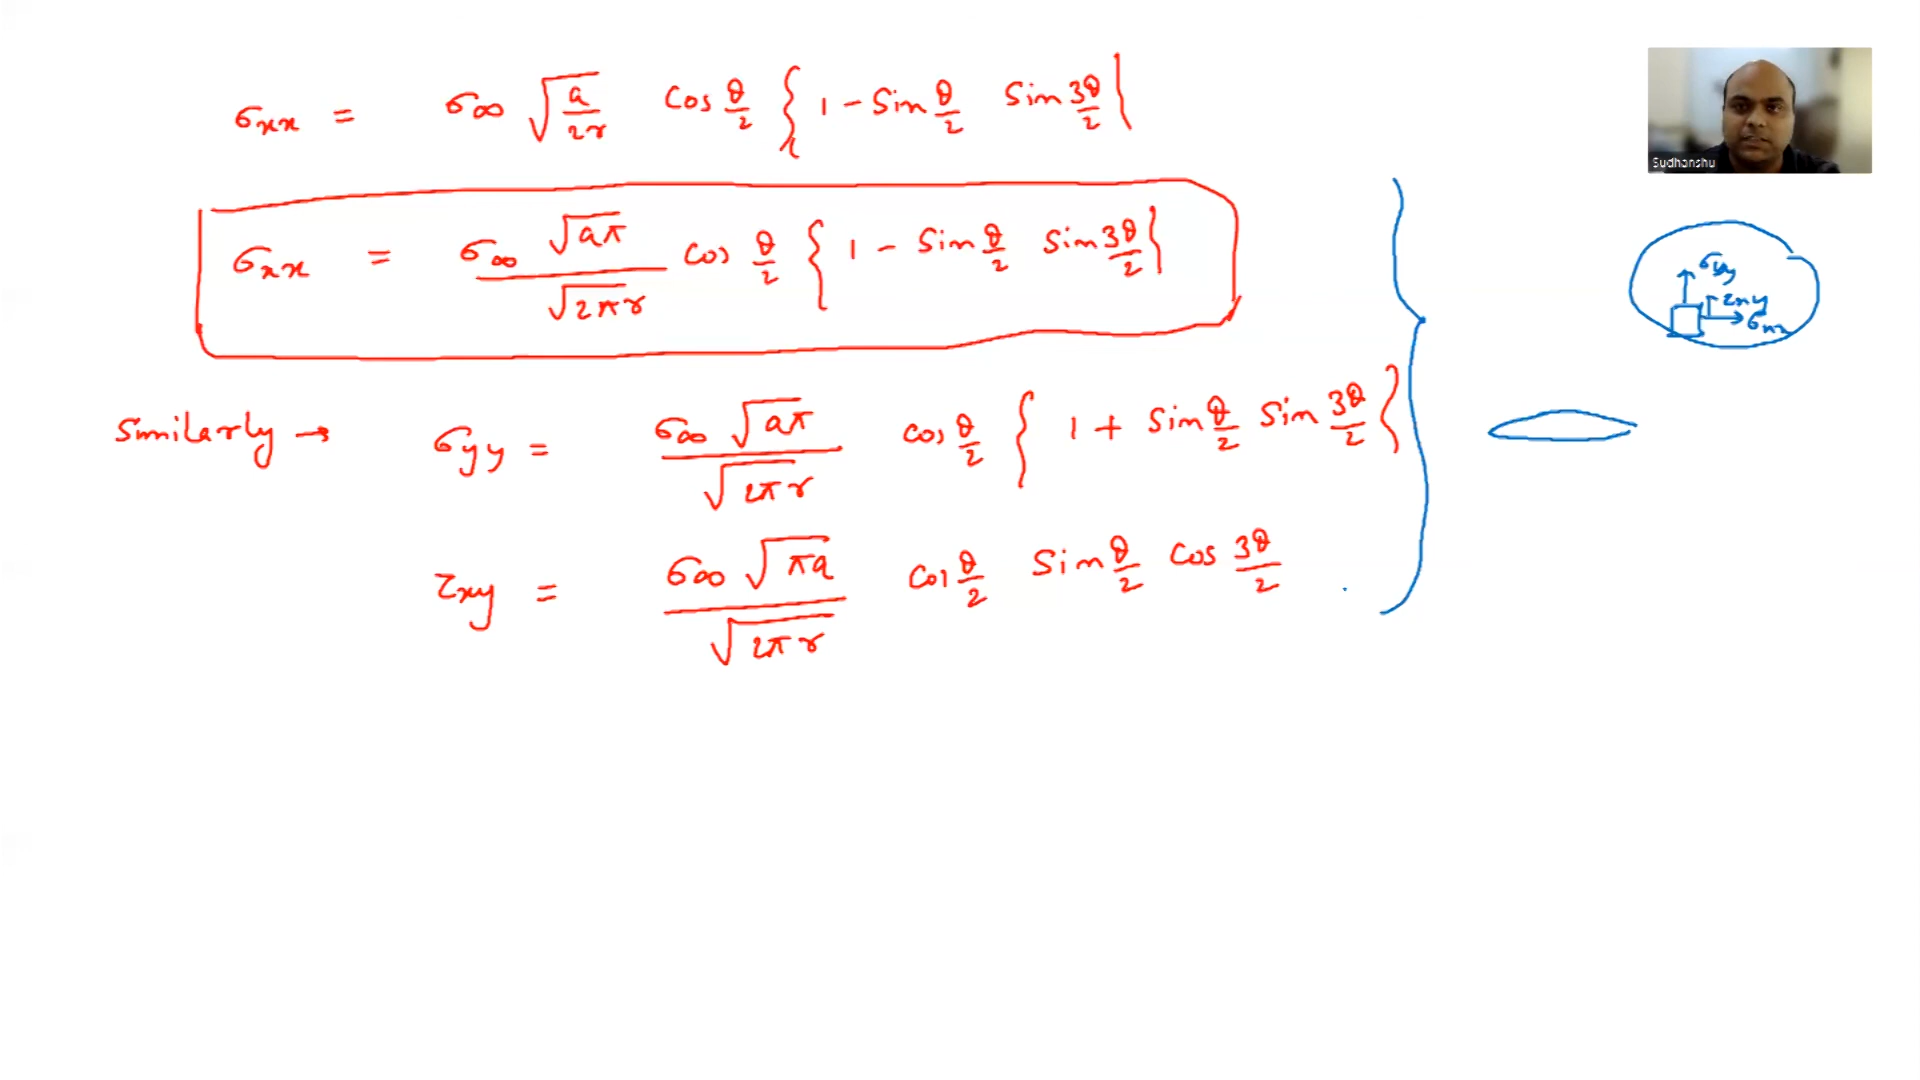 σxx = σ∞ √(a/2r) Cos θ/2 { 1 - Sin θ/2 Sin 3θ/2 }
Sudhanshu
σxx = σ∞ √aπ / √2πr cos θ/2 { 1 - Sin θ/2 Sin 3θ/2 }
σyy
τxy
σxx
Similarly → σyy = σ∞ √aπ / √2πr cos θ/2 { 1 + Sin θ/2 Sin 3θ/2 }
τxy = σ∞ √πa / √2πr cos θ/2 Sin θ/2 cos 3θ/2